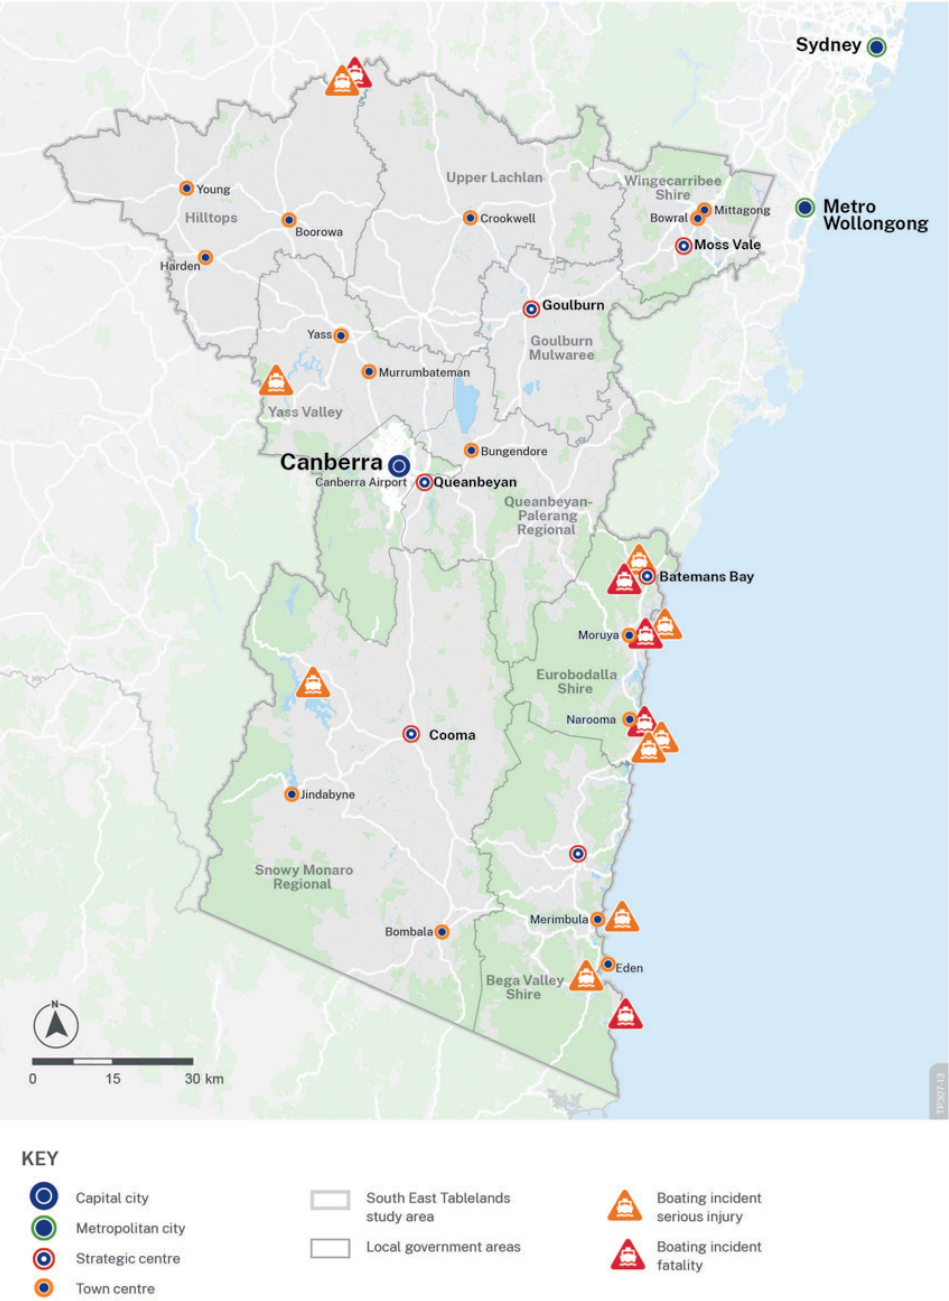 Sydney
Upper Lachlan
Wingecarribee
Shire
Young
Mittagong
Metro
Wollongong
Hilltops
Crookwell
Bowral
Boorowa
Moss Vale
Harden
Goulburn
Yass
Goulburn
Mulwaree
Murrumbateman
Yass Valley
Bungendore
Canberra
Canberra Airport
Queanbeyan
Queanbeyan-
Palerang
Regional
Batemans Bay
Moruya
Eurobodalla
Shire
Narooma
Cooma
Jindabyne
Snowy Monaro
Regional
Merimbula
Bombala
Eden
Bega Valley
Shire
N
0 15 30 km
TP307-13
KEY
Capital city
Metropolitan city
Strategic centre
Town centre
South East Tablelands
study area
Local government areas
Boating incident
serious injury
Boating incident
fatality